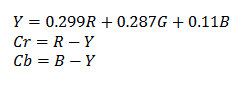 Y = 0.299R + 0.287G + 0.11B
Cr = R − Y
Cb = B − Y